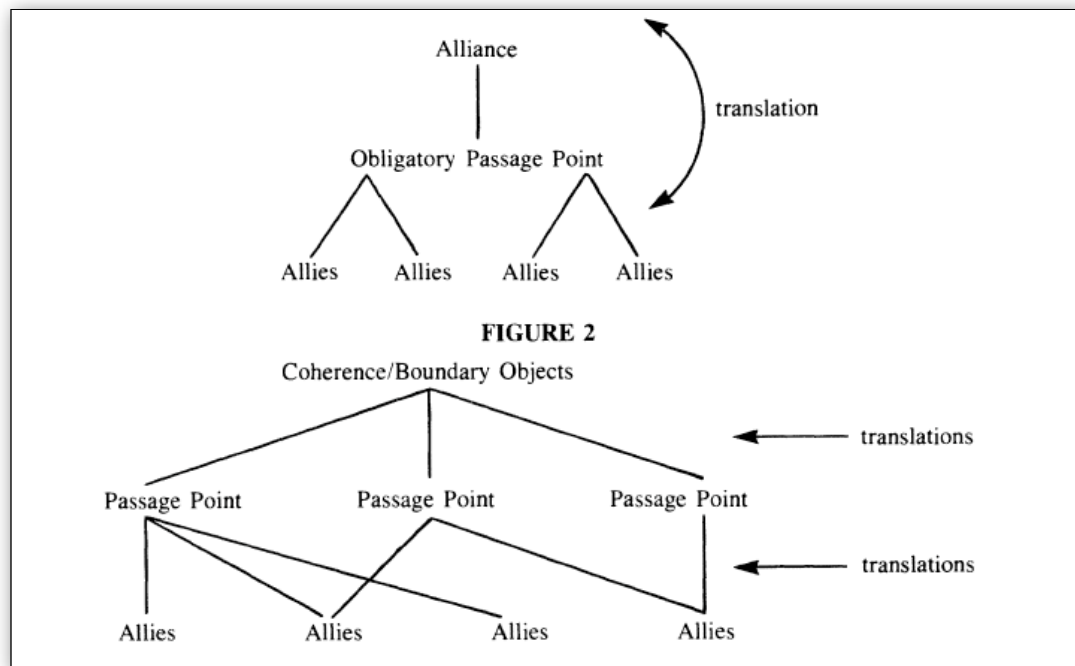 Alliance
translation
Obligatory Passage Point
Allies Allies Allies Allies
FIGURE 2
Coherence/Boundary Objects
translations
Passage Point Passage Point Passage Point
translations
Allies Allies Allies Allies